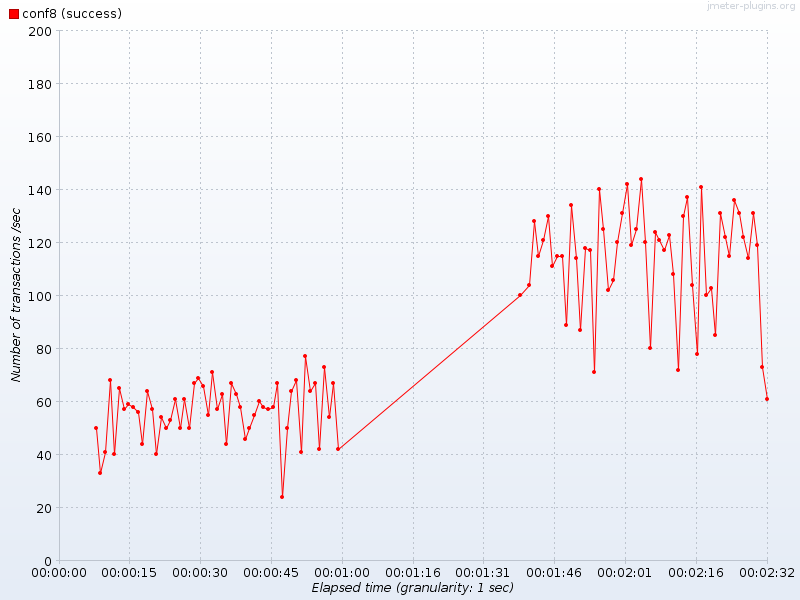 jmeter-plugins.org
conf8 (success)
200
180
160
140
120
100
80
60
40
20
0
Number of transactions /sec
00:00:00 00:00:15 00:00:30 00:00:45 00:01:00 00:01:16 00:01:31 00:01:46 00:02:01 00:02:16 00:02:32
Elapsed time (granularity: 1 sec)